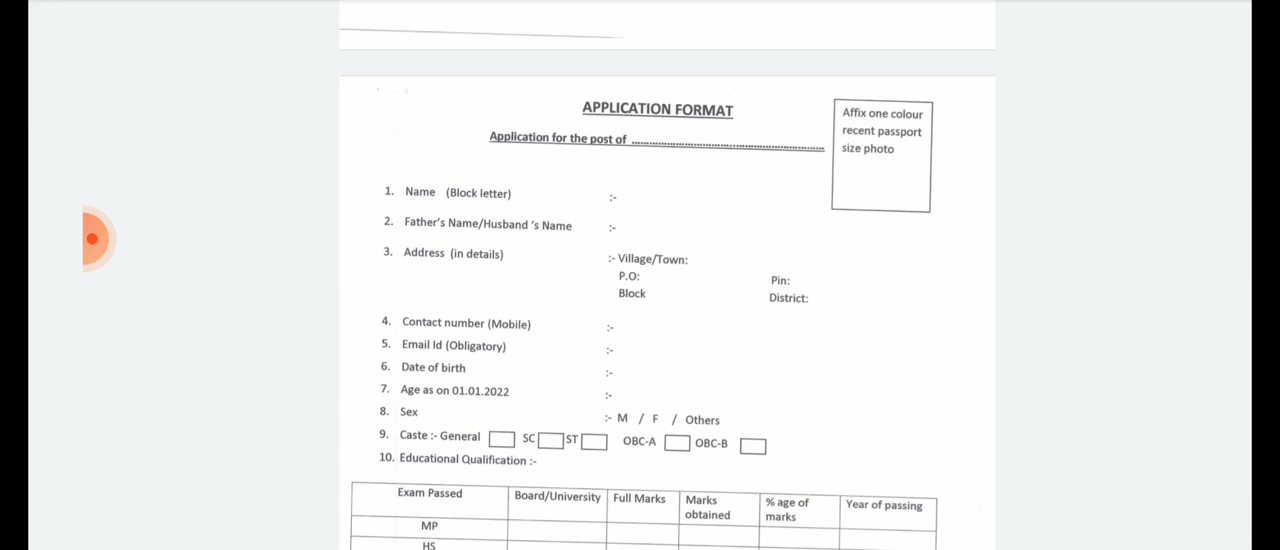 APPLICATION FORMAT
Affix one colour
recent passport
size photo
Application for the post of ................................................................
1. Name (Block letter) :-
2. Father's Name/Husband 's Name :-
3. Address (in details) :- Village/Town:
P.O: Pin:
Block District:
4. Contact number (Mobile) :-
5. Email Id (Obligatory) :-
6. Date of birth :-
7. Age as on 01.01.2022 :-
8. Sex :- M / F / Others
9. Caste :- General SC ST OBC-A OBC-B
10. Educational Qualification :-
Exam Passed Board/University Full Marks Marks obtained % age of marks Year of passing
MP
HS